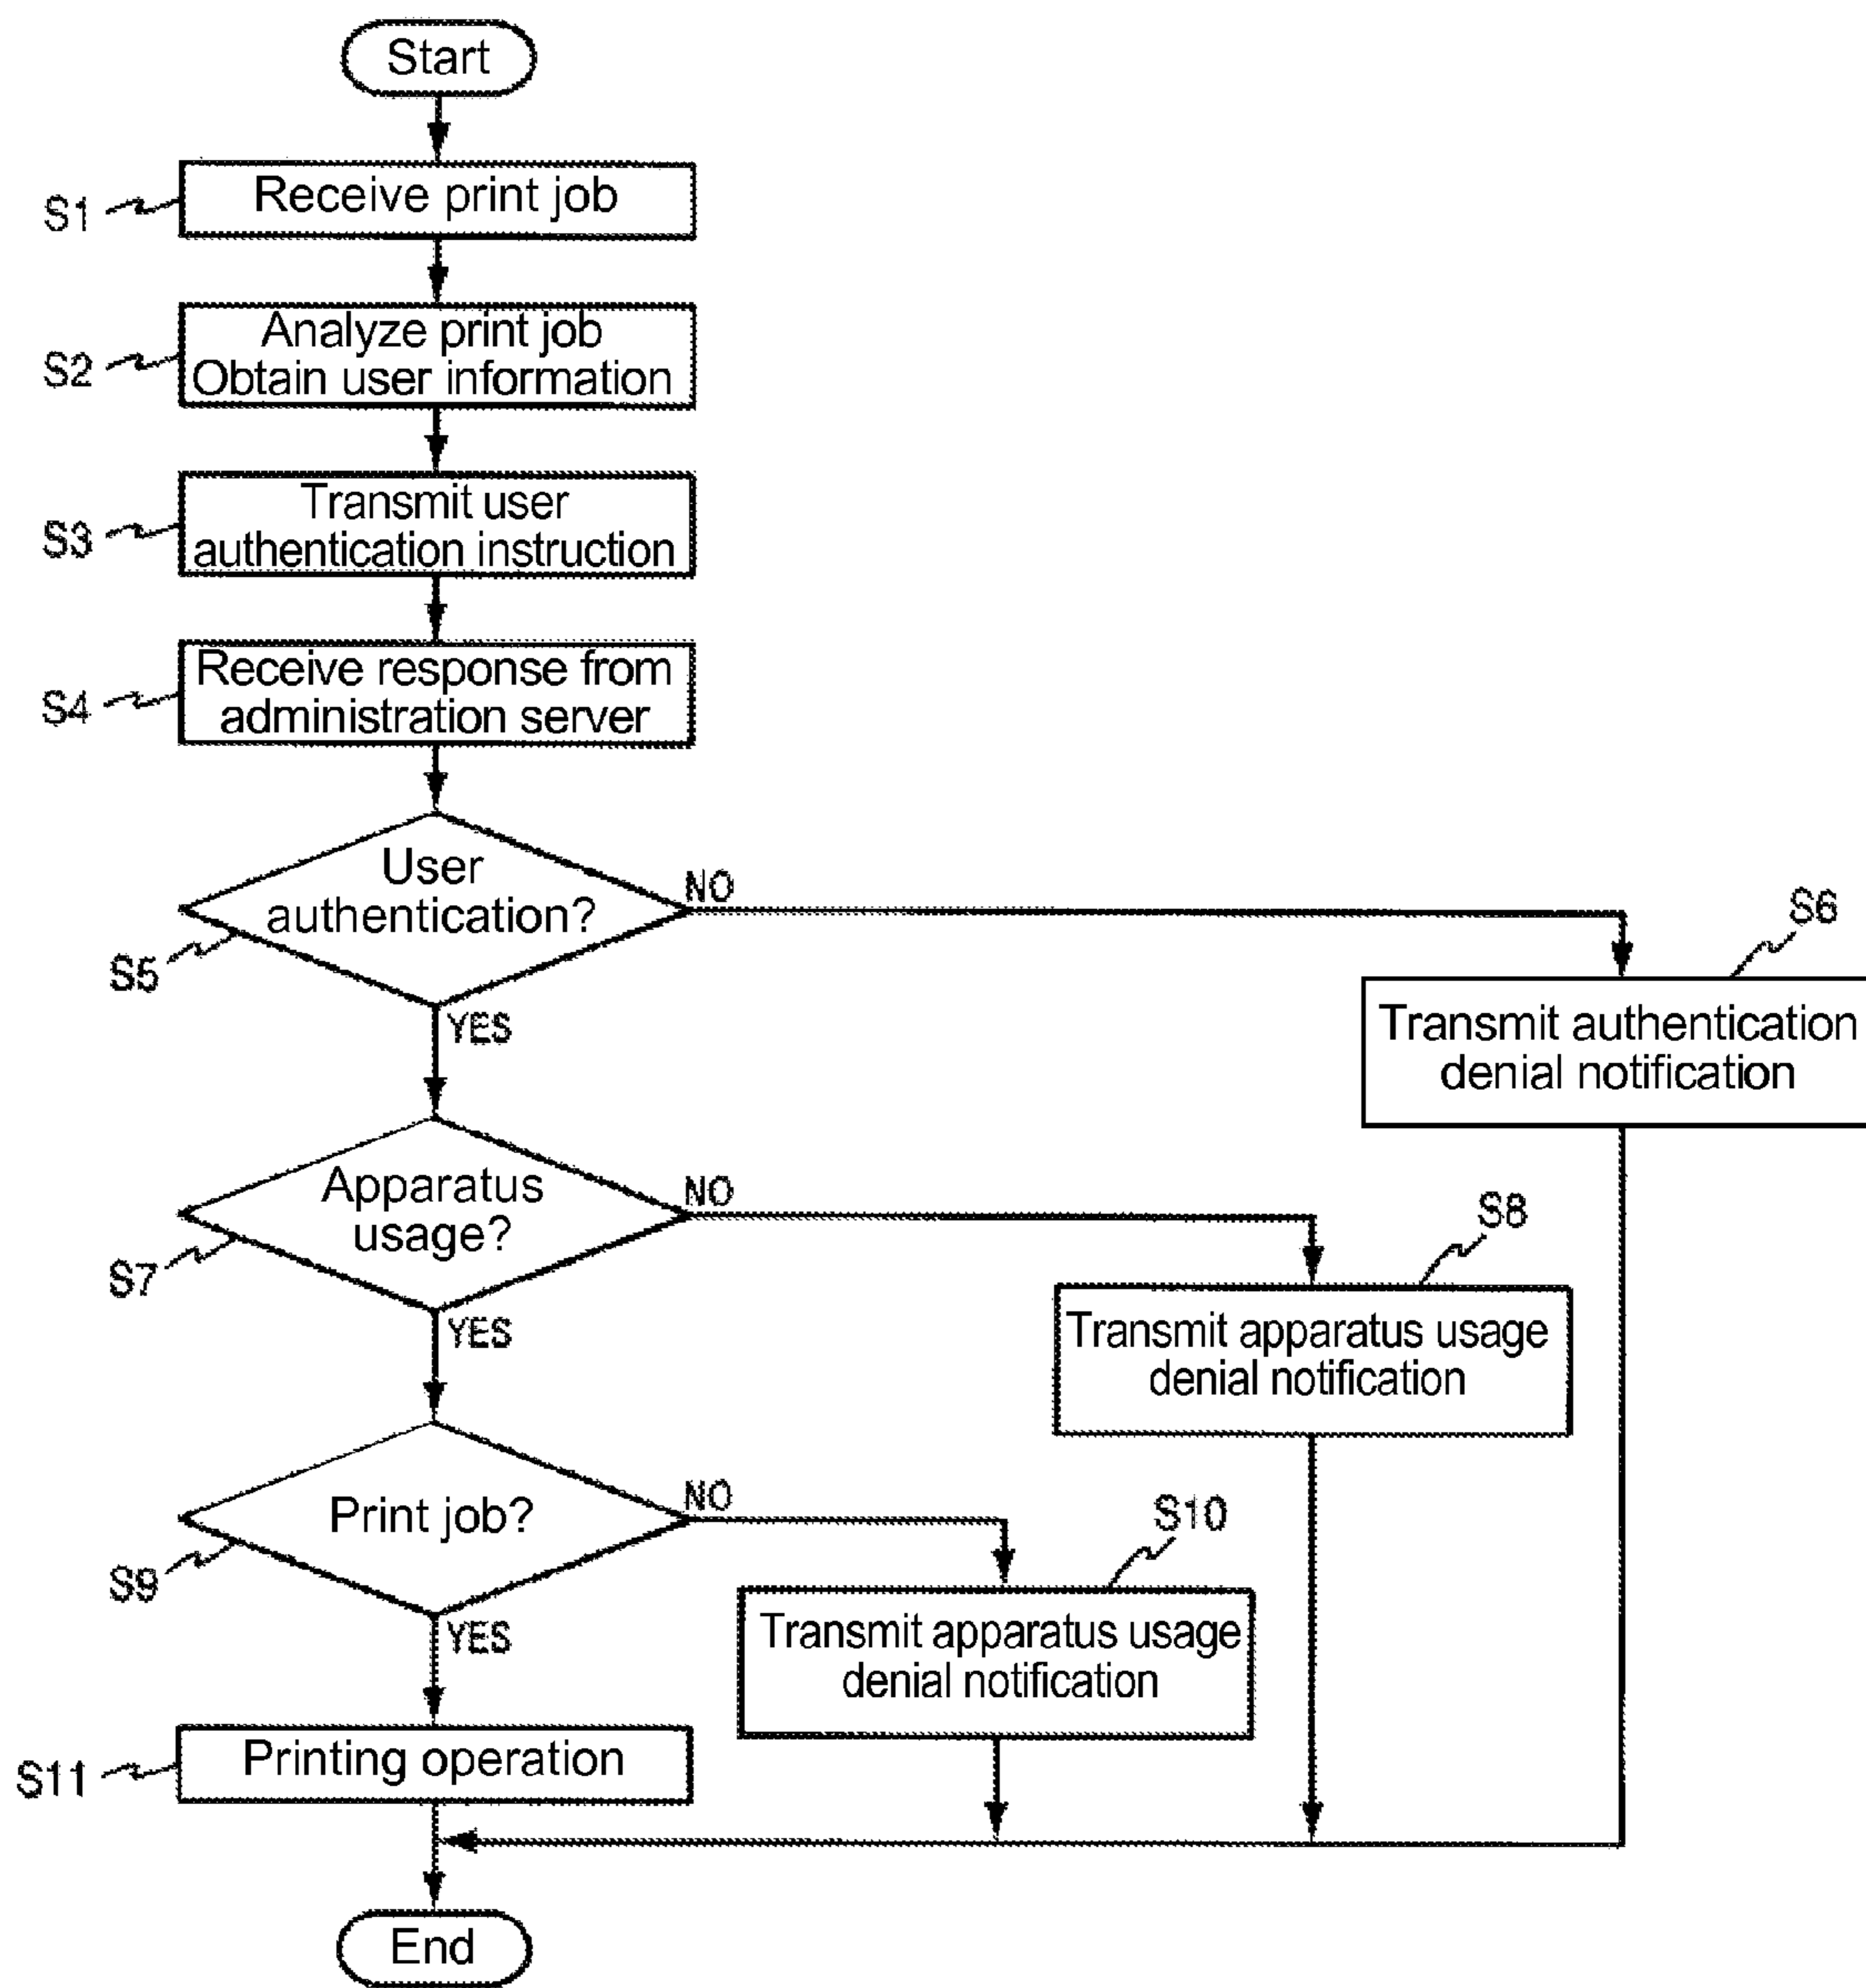 Start
S1
Receive print job
S2
Analyze print job
Obtain user information
S3
Transmit user
authentication instruction
S4
Receive response from
administration server
User
authentication?
NO
S5
YES
S6
Transmit authentication
denial notification
Apparatus
usage?
NO
S7
YES
S8
Transmit apparatus usage
denial notification
Print job?
NO
S9
YES
S10
Transmit apparatus usage
denial notification
S11
Printing operation
End